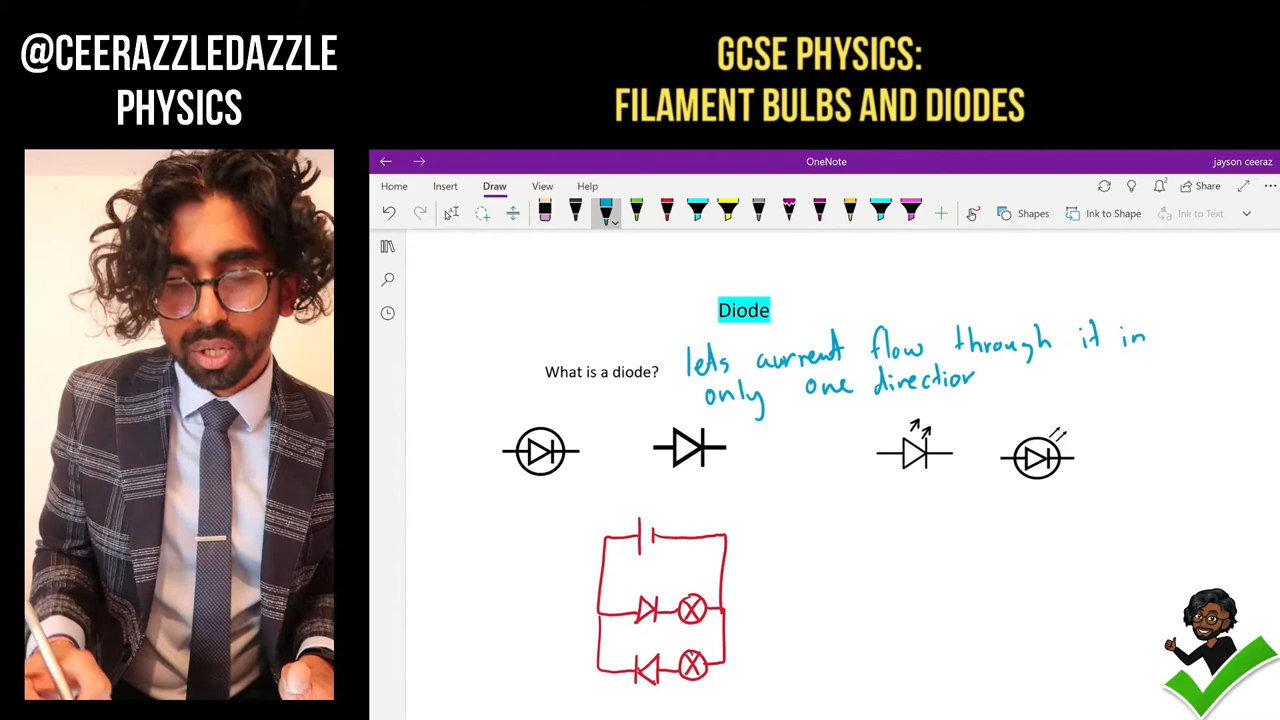 @CEERAZZLEDAZZLE
PHYSICS
GCSE PHYSICS:
FILAMENT BULBS AND DIODES
OneNote
jayson ceeraz
Home Insert Draw View Help
2
Share
Shapes
Ink to Shape
Ink to Text
Diode
What is a diode?
lets current flow through it in
only one direction